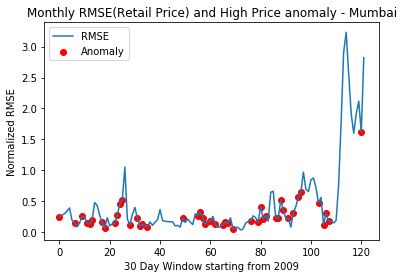 Monthly RMSE(Retail Price) and High Price anomaly - Mumbai
RMSE
Anomaly
Normalized RMSE
3.0
2.5
2.0
1.5
1.0
0.5
0.0
0 20 40 60 80 100 120
30 Day Window starting from 2009